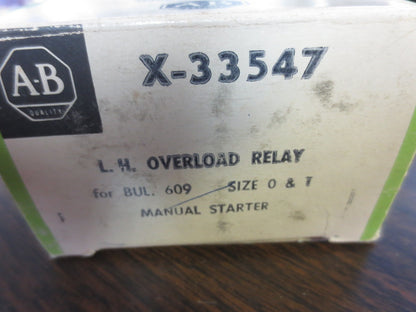 A-B
QUALITY
X-33547
L.H. OVERLOAD RELAY
for BUL. 609 SIZE 0 & 1
MANUAL STARTER